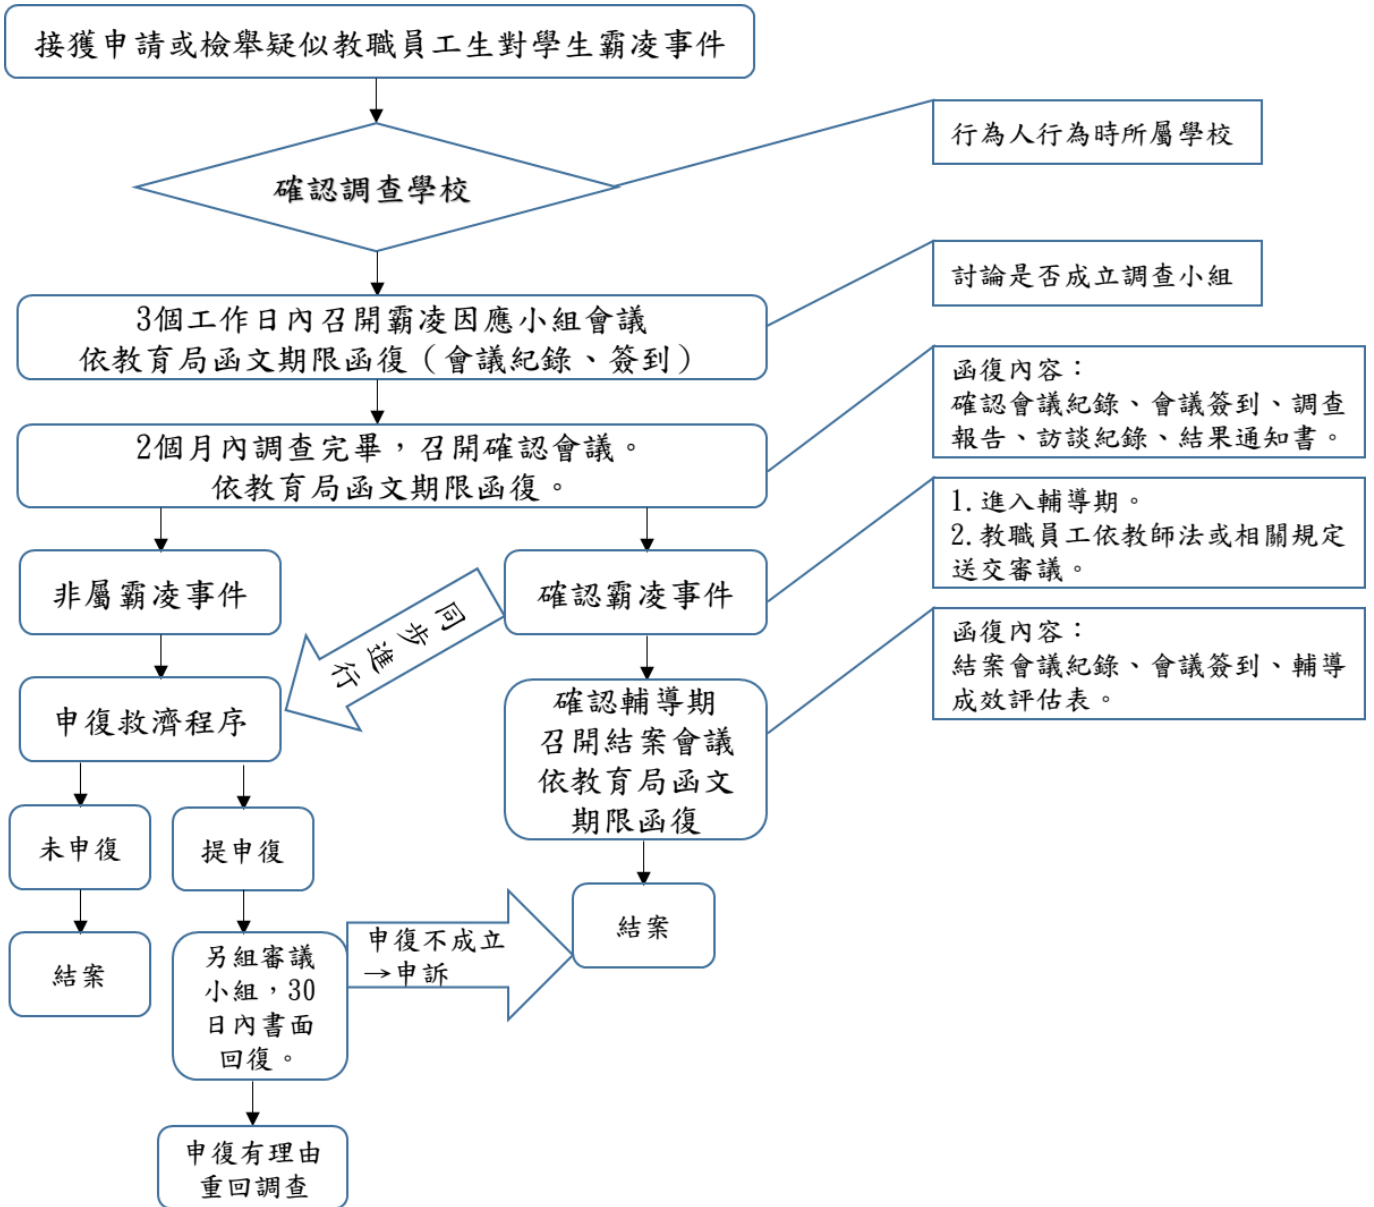 接獲申請或檢舉疑似教職員工生對學生霸凌事件
行為人行為時所屬學校
確認調查學校
討論是否成立調查小組
3個工作日內召開霸凌因應小組會議
依教育局函文期限函復（會議紀錄、簽到）
函復內容：
確認會議紀錄、會議簽到、調查
報告、訪談紀錄、結果通知書。
2個月內調查完畢，召開確認會議。
依教育局函文期限函復。
1.進入輔導期。
2.教職員工依教師法或相關規定
送交審議。
非屬霸凌事件
確認霸凌事件
同步進行
函復內容：
結案會議紀錄、會議簽到、輔導
成效評估表。
申復救濟程序
確認輔導期
召開結案會議
依教育局函文
期限函復
未申復
提申復
結案
結案
另組審議
小組，30
日內書面
回復。
申復不成立
→申訴
申復有理由
重回調查